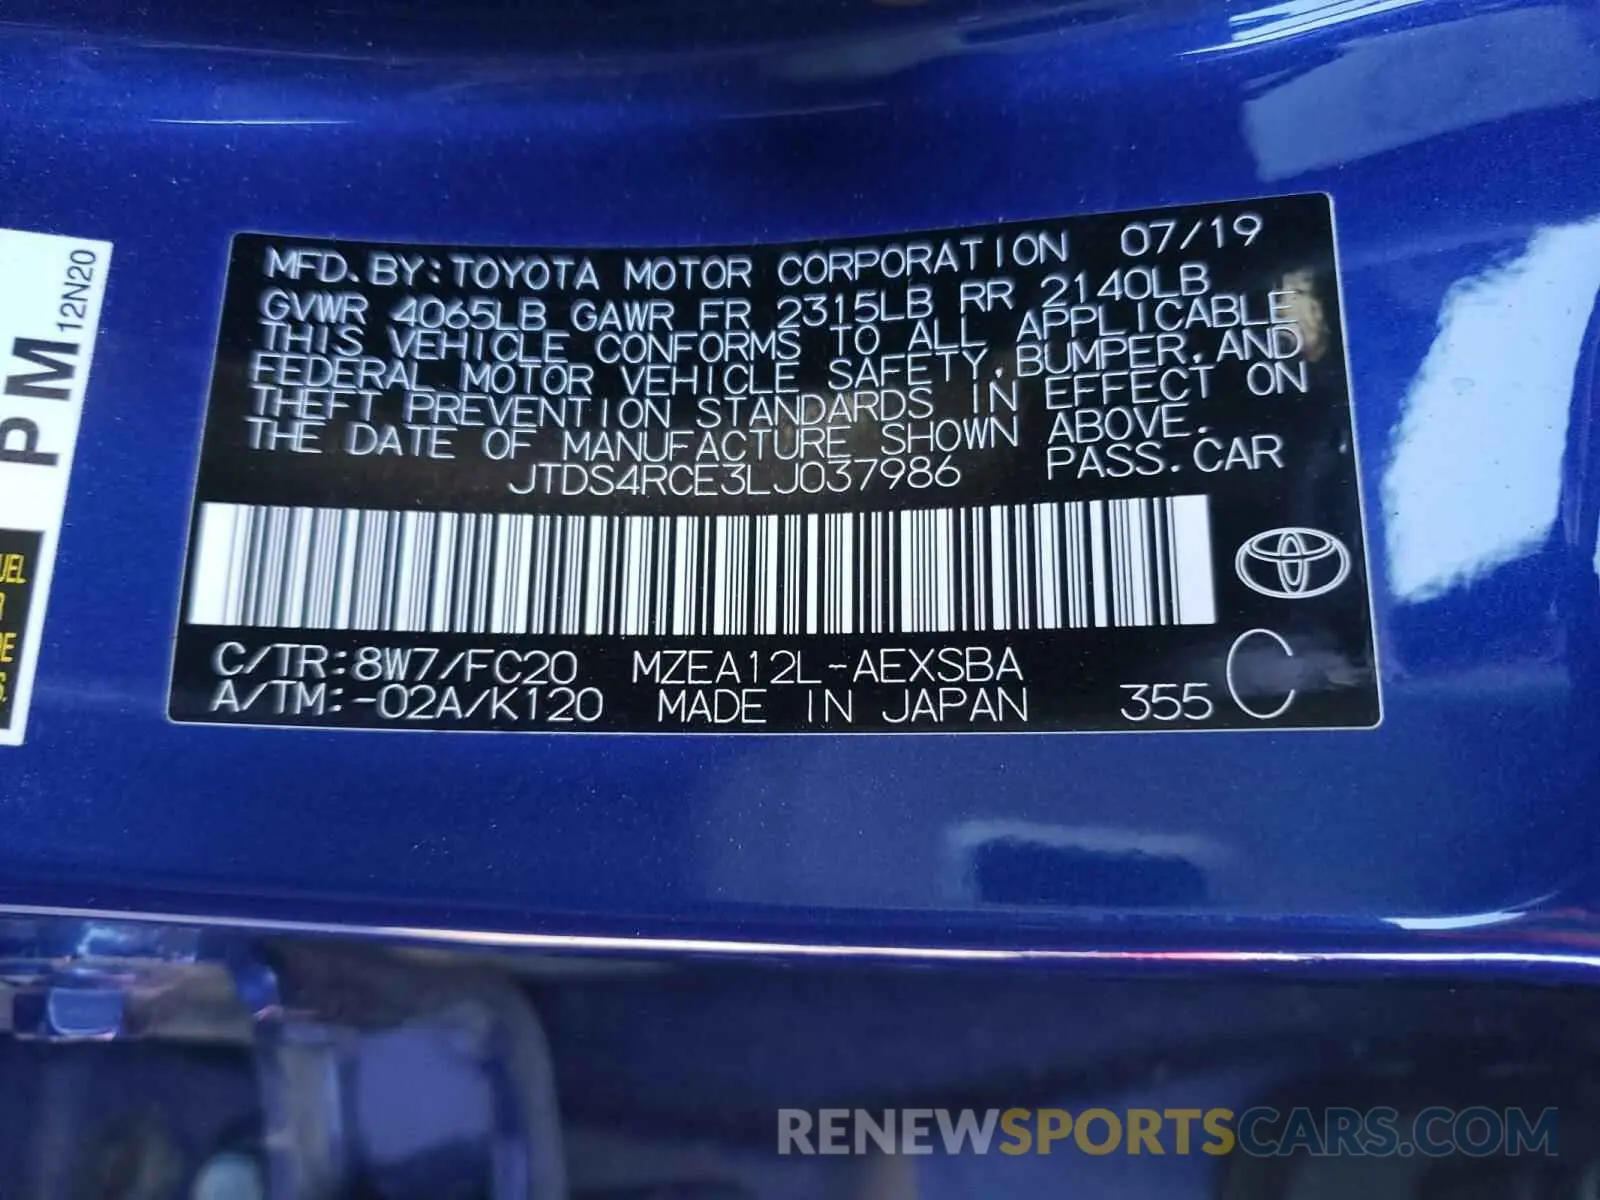 MFD.BY:TOYOTA MOTOR CORPORATION 07/19
GVWR 4065LB GAWR FR 2315LB RR 2140LB
THIS VEHICLE CONFORMS TO ALL APPLICABLE
FEDERAL MOTOR VEHICLE SAFETY,BUMPER,AND
THEFT PREVENTION STANDARDS IN EFFECT ON
THE DATE OF MANUFACTURE SHOWN ABOVE.
JTDS4RCE3LJ037986 PASS.CAR
C/TR:8W7/FC20 MZEA12L-AEXSBA
A/TM:-02A/K120 MADE IN JAPAN 355 C
PM 12N20
RENEWSPORTSCARS.COM